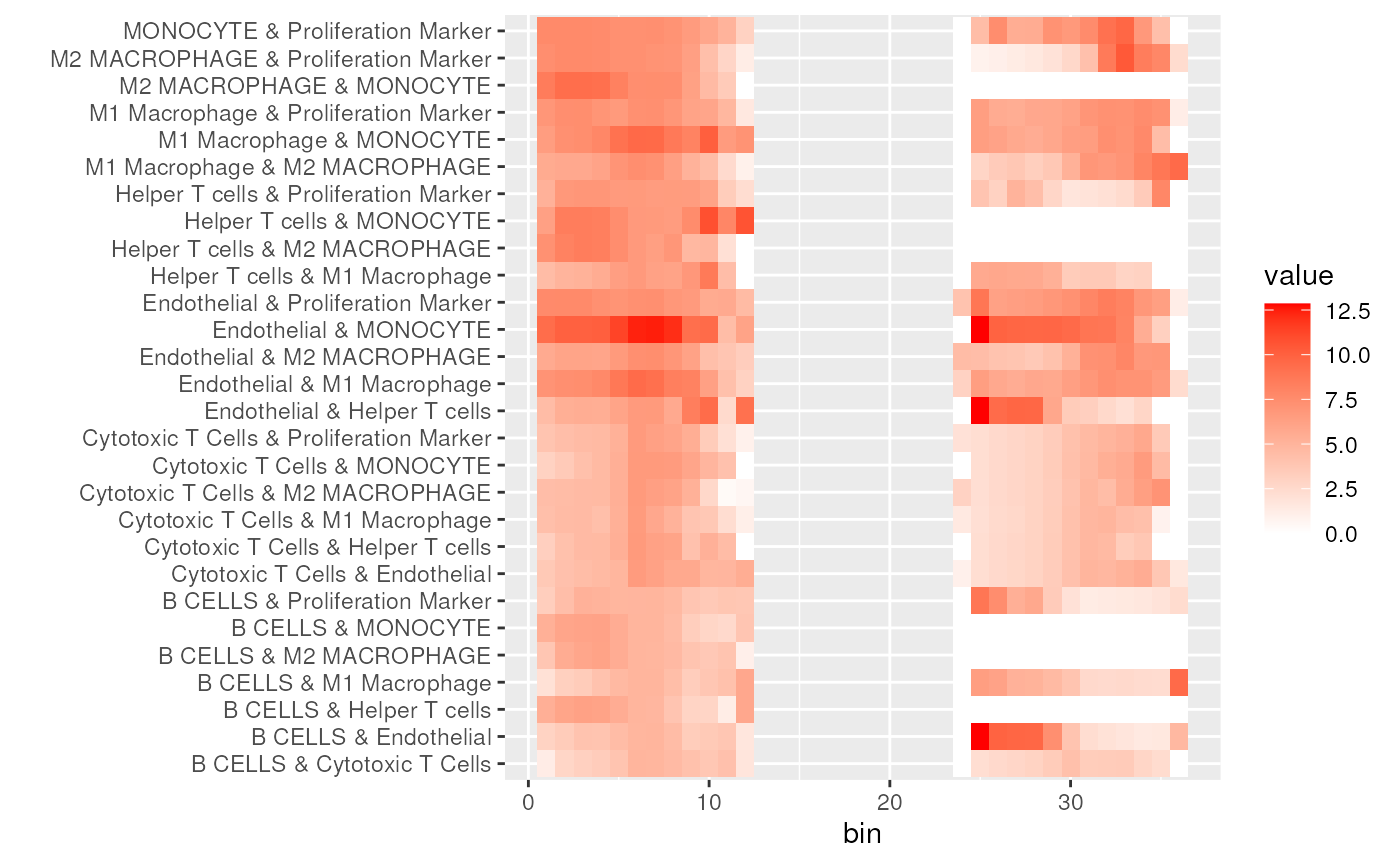 MONOCYTE & Proliferation Marker
M2 MACROPHAGE & Proliferation Marker
M2 MACROPHAGE & MONOCYTE
M1 Macrophage & Proliferation Marker
M1 Macrophage & MONOCYTE
M1 Macrophage & M2 MACROPHAGE
Helper T cells & Proliferation Marker
Helper T cells & MONOCYTE
Helper T cells & M2 MACROPHAGE
Helper T cells & M1 Macrophage
Endothelial & Proliferation Marker
Endothelial & MONOCYTE
Endothelial & M2 MACROPHAGE
Endothelial & M1 Macrophage
Endothelial & Helper T cells
Cytotoxic T Cells & Proliferation Marker
Cytotoxic T Cells & MONOCYTE
Cytotoxic T Cells & M2 MACROPHAGE
Cytotoxic T Cells & M1 Macrophage
Cytotoxic T Cells & Helper T cells
Cytotoxic T Cells & Endothelial
B CELLS & Proliferation Marker
B CELLS & MONOCYTE
B CELLS & M2 MACROPHAGE
B CELLS & M1 Macrophage
B CELLS & Helper T cells
B CELLS & Endothelial
B CELLS & Cytotoxic T Cells
0 10 20 30
bin
value
12.5
10.0
7.5
5.0
2.5
0.0